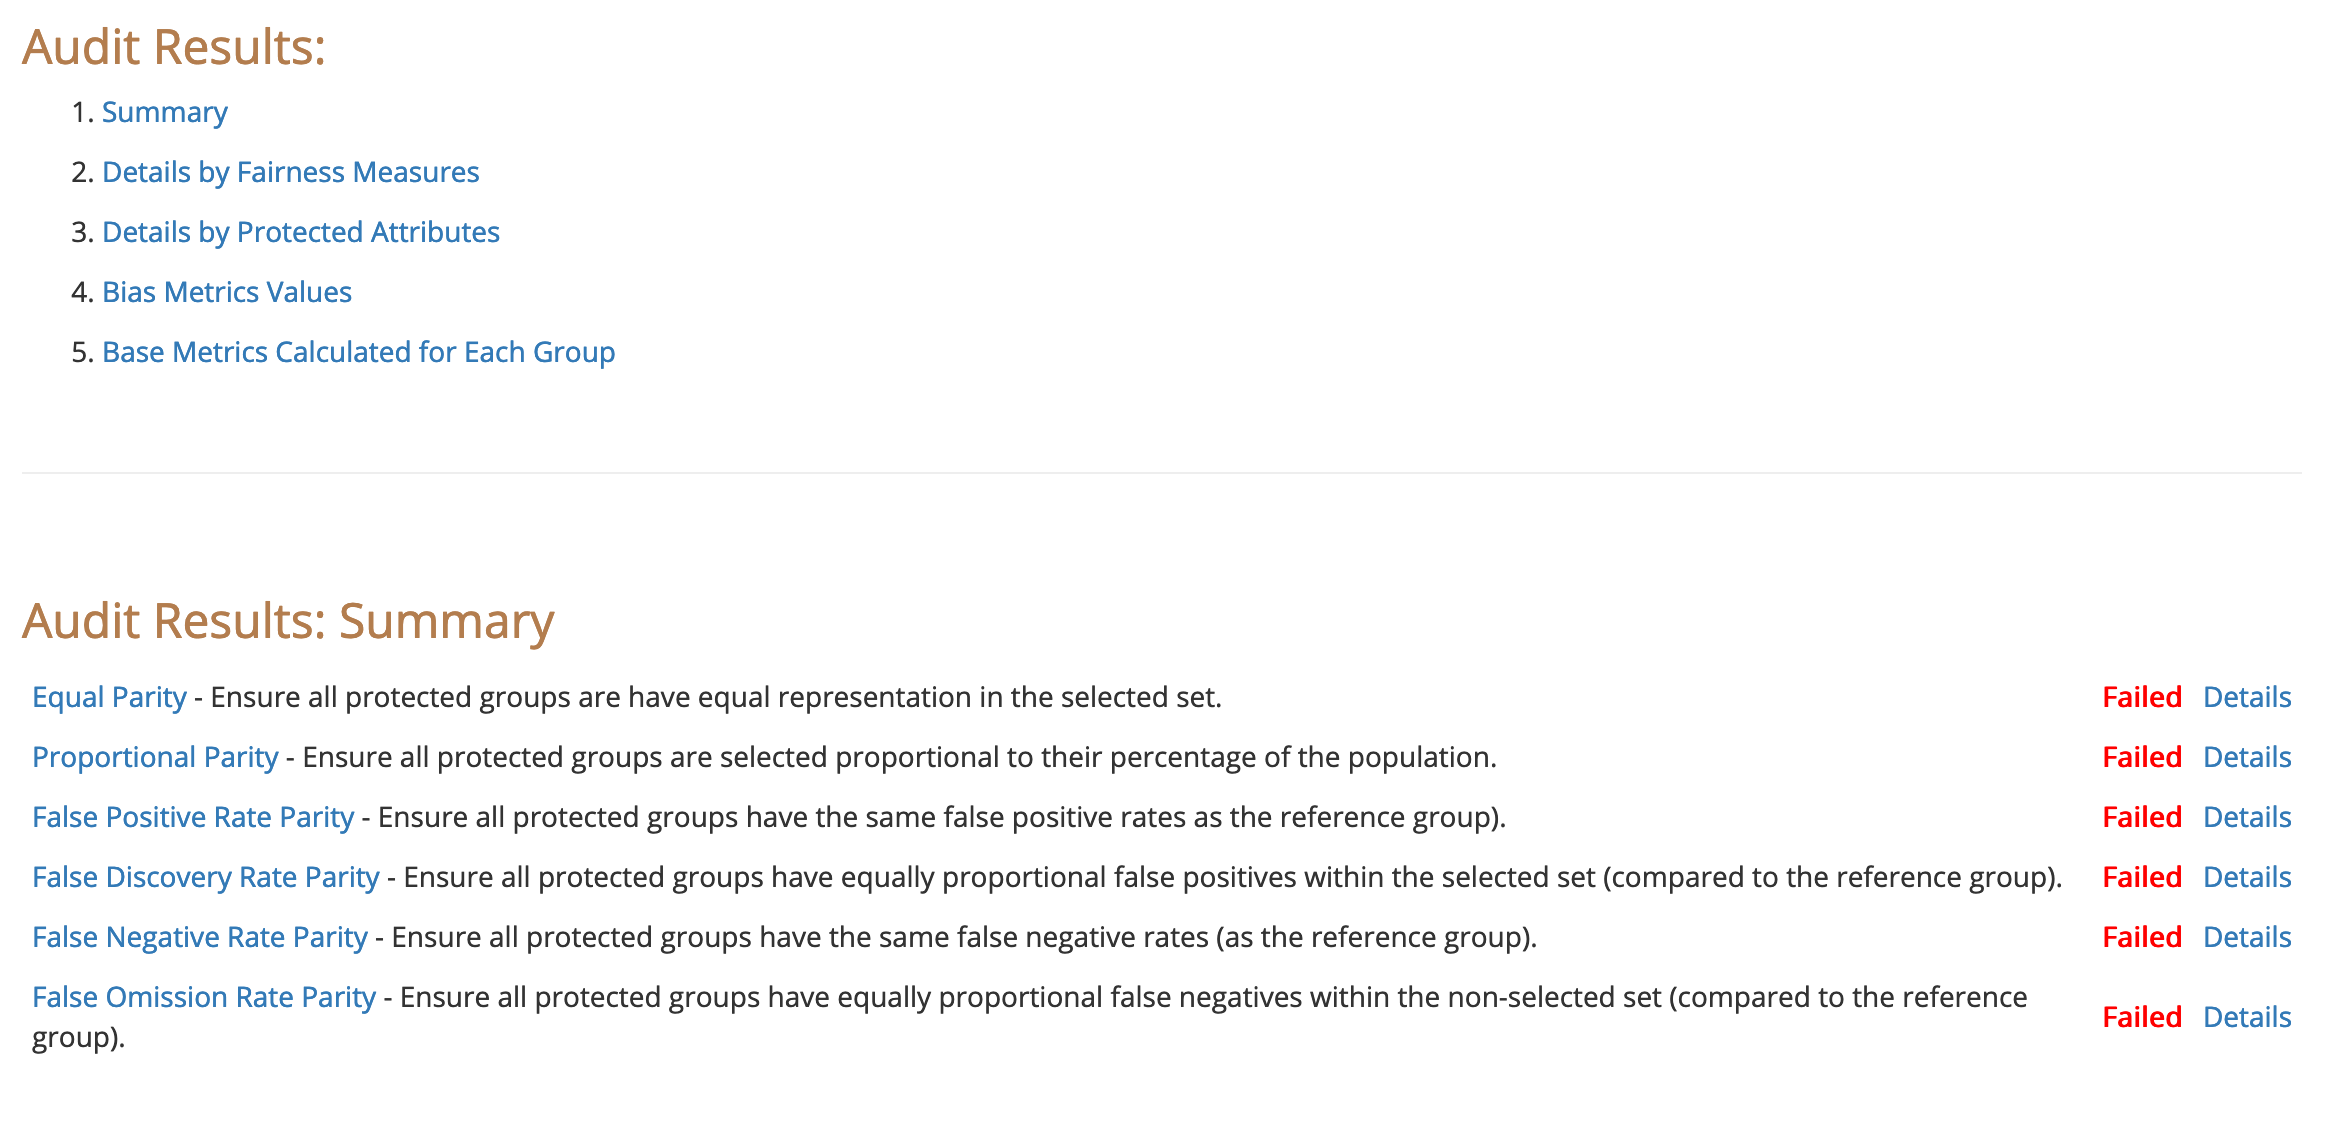 Audit Results:
1. Summary
2. Details by Fairness Measures
3. Details by Protected Attributes
4. Bias Metrics Values
5. Base Metrics Calculated for Each Group
Audit Results: Summary
Equal Parity - Ensure all protected groups are have equal representation in the selected set. Failed Details
Proportional Parity - Ensure all protected groups are selected proportional to their percentage of the population. Failed Details
False Positive Rate Parity - Ensure all protected groups have the same false positive rates as the reference group). Failed Details
False Discovery Rate Parity - Ensure all protected groups have equally proportional false positives within the selected set (compared to the reference group). Failed Details
False Negative Rate Parity - Ensure all protected groups have the same false negative rates (as the reference group). Failed Details
False Omission Rate Parity - Ensure all protected groups have equally proportional false negatives within the non-selected set (compared to the reference
group). Failed Details